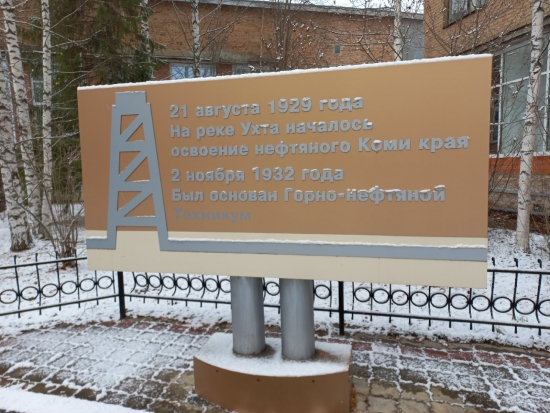 21 августа 1929 года
На реке Ухта началось
освоение нефтяного Коми края
2 ноября 1932 года
Был основан Горно-нефтяной
Техникум